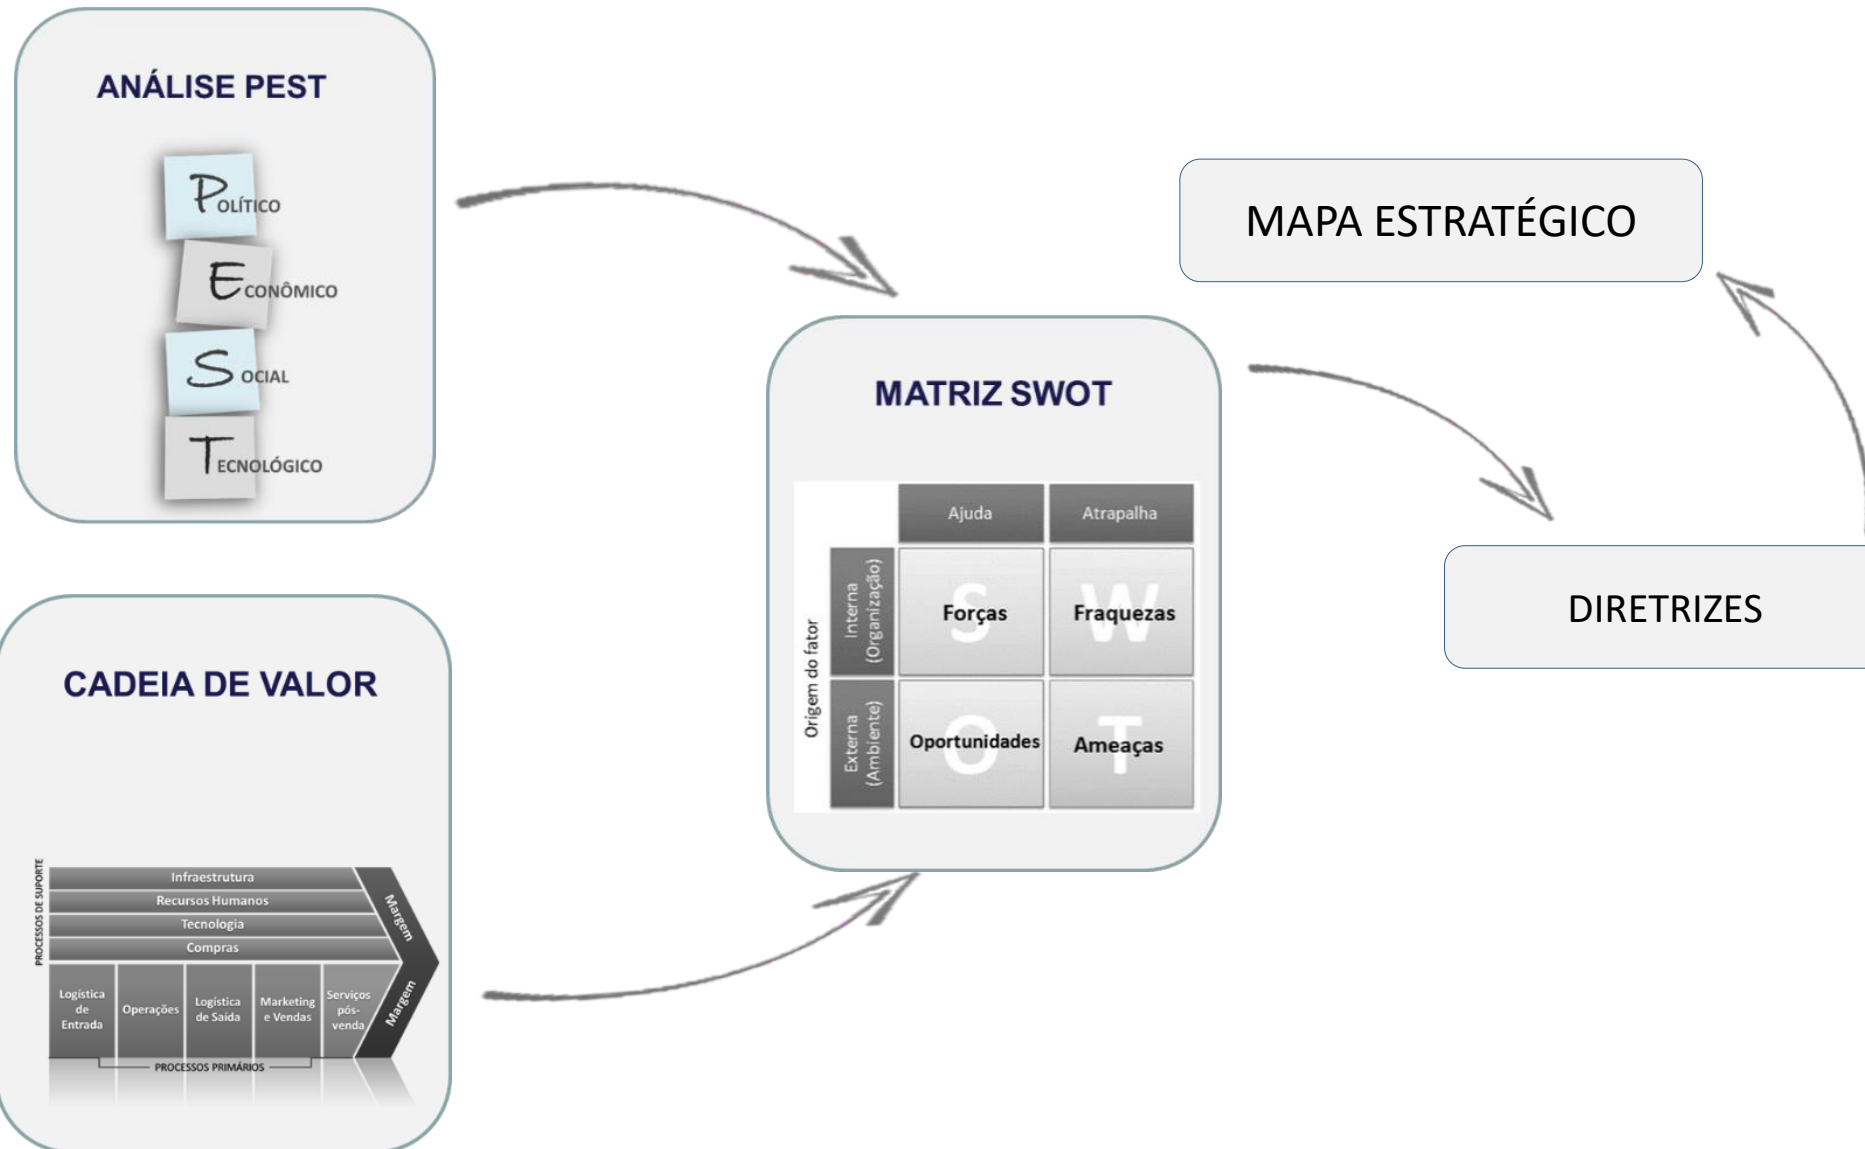 ANÁLISE PEST
POLÍTICO
ECONÔMICO
SOCIAL
TECNOLÓGICO
CADEIA DE VALOR
PROCESSOS DE SUPORTE
Infraestrutura
Recursos Humanos
Tecnologia
Compras
Margem
Logística
de
Entrada
Operações
Logística
de Saída
Marketing
e Vendas
Serviços
pós-
venda
Margem
PROCESSOS PRIMÁRIOS
MATRIZ SWOT
Ajuda
Atrapalha
Origem do fator
Interna
(Organização)
S
Forças
W
Fraquezas
Externa
(Ambiente)
O
Oportunidades
T
Ameaças
MAPA ESTRATÉGICO
DIRETRIZES